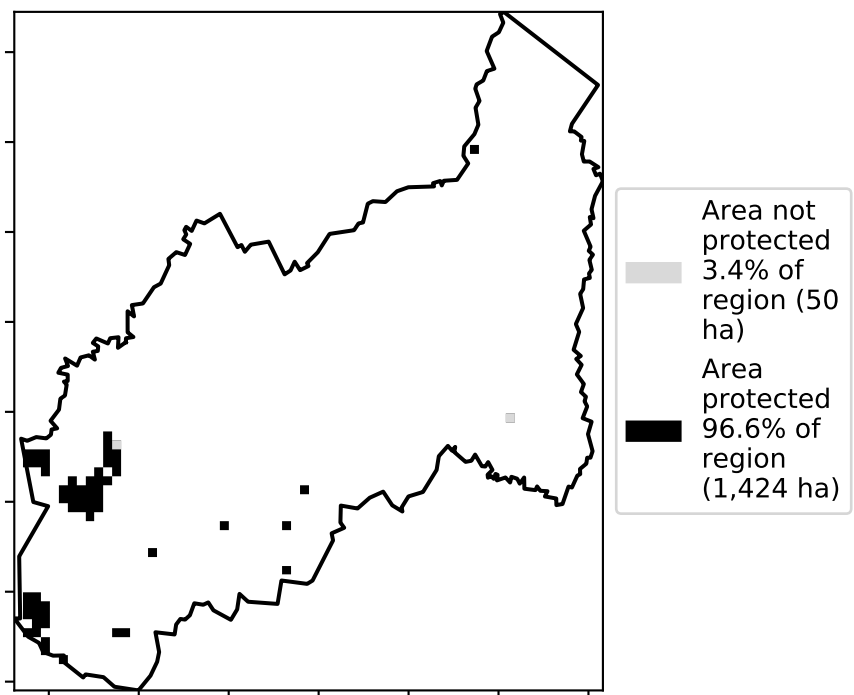 Area not
protected
3.4% of
region (50
ha)
Area
protected
96.6% of
region
(1,424 ha)